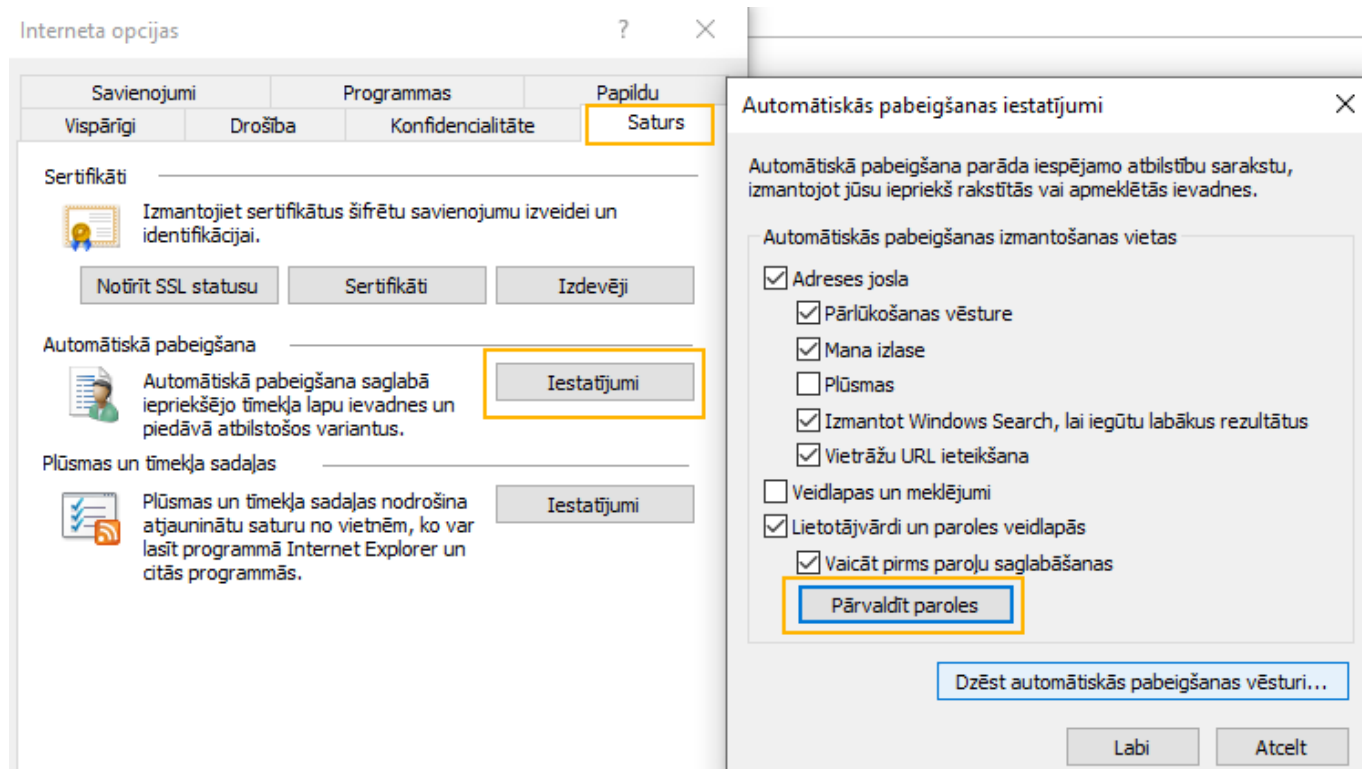 Interneta opcijas
?
Savienojumi
Programmas
Papildu
Vispārīgi
Drošība
Konfidencialitāte
Saturs
Sertifikāti
Izmantojiet sertifikātus šifrētu savienojumu izveidei un
identifikācijai.
Notīrīt SSL statusu
Sertifikāti
Izdevēji
Automātiskā pabeigšana
Automātiskā pabeigšana saglabā
iepriekšējo tīmekļa lapu ievadnes un
piedāvā atbilstošos variantus.
Iestatījumi
Plūsmas un tīmekļa sadaļas
Plūsmas un tīmekļa sadaļas nodrošina
atjauninātu saturu no vietnēm, ko var
lasīt programmā Internet Explorer un
citās programmās.
Iestatījumi
Automātiskās pabeigšanas iestatījumi
Automātiskā pabeigšana parāda iespējamo atbilstību sarakstu,
izmantojot jūsu iepriekš rakstītās vai apmeklētās ievadnes.
Automātiskās pabeigšanas izmantošanas vietas
Adreses josla
Pārlūkošanas vēsture
Mana izlase
Plūsmas
Izmantot Windows Search, lai iegūtu labākus rezultātus
Vietrāžu URL ieteikšana
Veidlapas un meklējumi
Lietotājvārdi un paroles veidlapās
Vaicāt pirms paroļu saglabāšanas
Pārvaldīt paroles
Dzēst automātiskās pabeigšanas vēsturi...
Labi
Atcelt